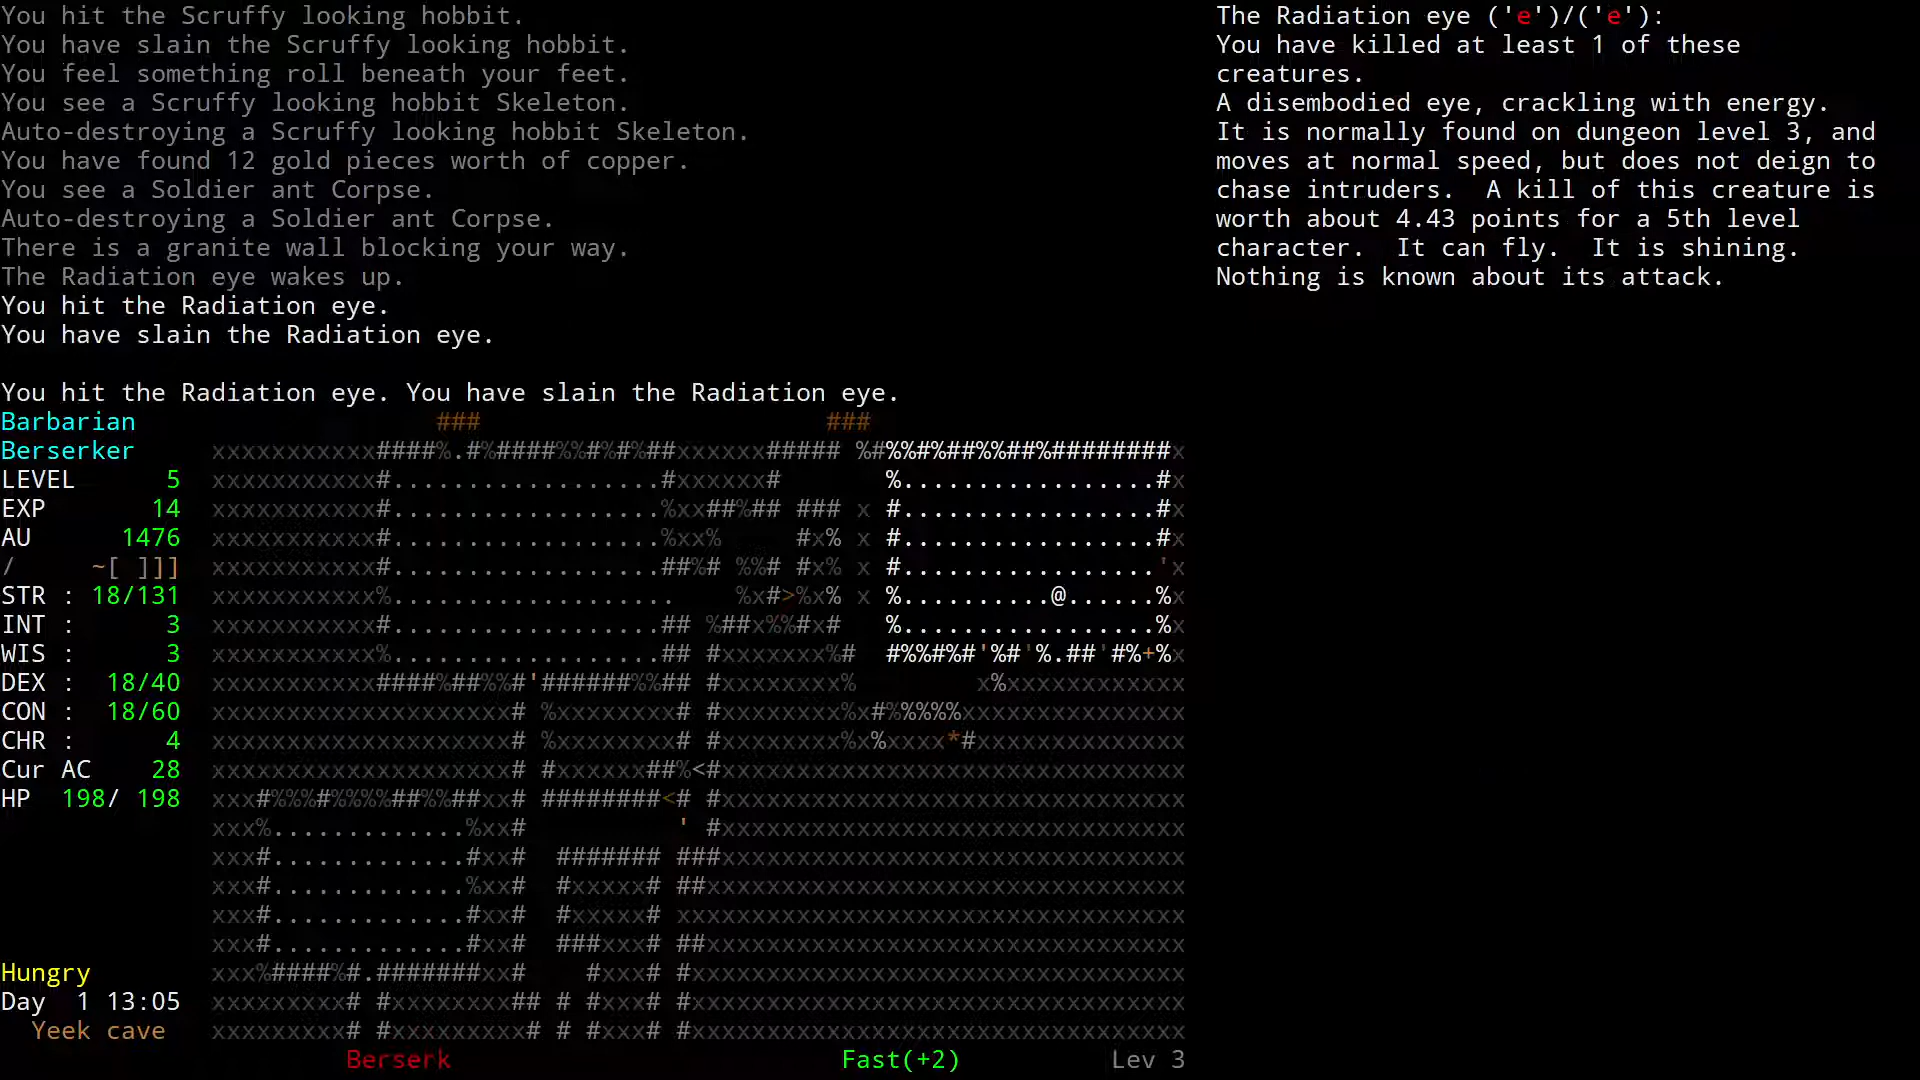 You hit the Scruffy looking hobbit.
You have slain the Scruffy looking hobbit.
You feel something roll beneath your feet.
You see a Scruffy looking hobbit Skeleton.
Auto-destroying a Scruffy looking hobbit Skeleton.
You have found 12 gold pieces worth of copper.
You see a Soldier ant Corpse.
Auto-destroying a Soldier ant Corpse.
There is a granite wall blocking your way.
The Radiation eye wakes up.
You hit the Radiation eye.
You have slain the Radiation eye.
You hit the Radiation eye. You have slain the Radiation eye.
The Radiation eye ('e')/('e'):
You have killed at least 1 of these
creatures.
A disembodied eye, crackling with energy.
It is normally found on dungeon level 3, and
moves at normal speed, but does not deign to
chase intruders.  A kill of this creature is
worth about 4.43 points for a 5th level
character.  It can fly.  It is shining.
Nothing is known about its attack.
Barbarian
Berserker
LEVEL 5
EXP 14
AU 1476
/ ~[ ]]]
STR : 18/131
INT : 3
WIS : 3
DEX : 18/40
CON : 18/60
CHR : 4
Cur AC 28
HP 198/ 198
Hungry
Day 1 13:05
Yeek cave
Berserk Fast(+2) Lev 3